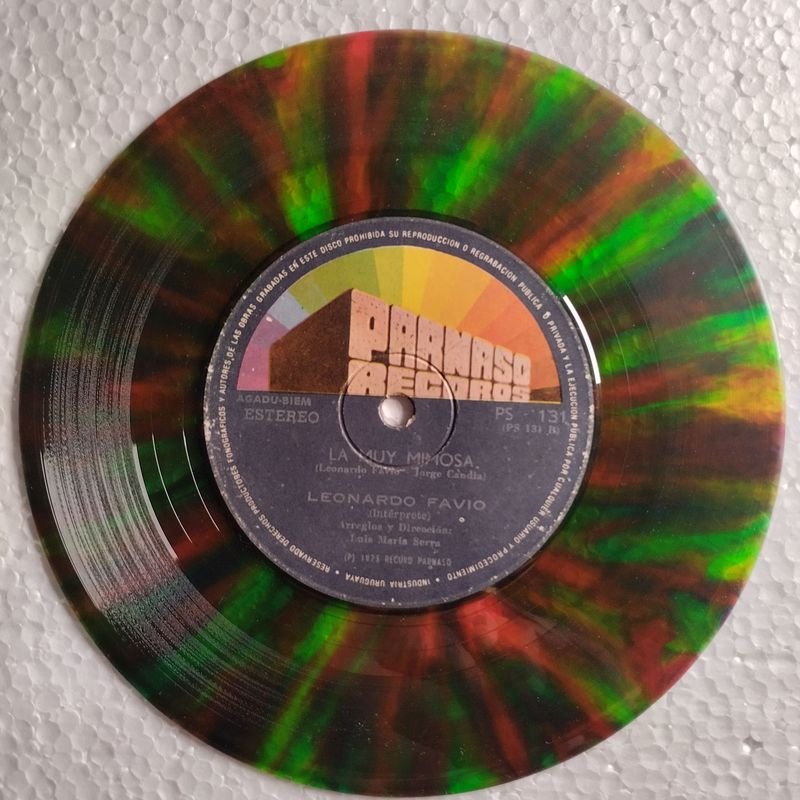 RESERVADO DERECHOS PRODUCTORES FONOGRAFICOS Y AUTORES DE LAS OBRAS GRABADAS EN ESTE DISCO PROHIBIDA SU REPRODUCCION O REGRABACION PUBLICA O PRIVADA Y LA EJECUCION PUBLICA POR CUALQUIER USUARIO Y PROCEDIMIENTO · INDUSTRIA URUGUAYA ·
PARNASO
RECORDS
AGADU-BIEM
ESTEREO
PS - 131
(PS 131 B)
LA MUY MIMOSA
(Leonardo Favio - Jorge Candia)
LEONARDO FAVIO
(Intérprete)
Arreglos y Dirección:
Luis María Serra
(P) 1975 RECORD PARNASO